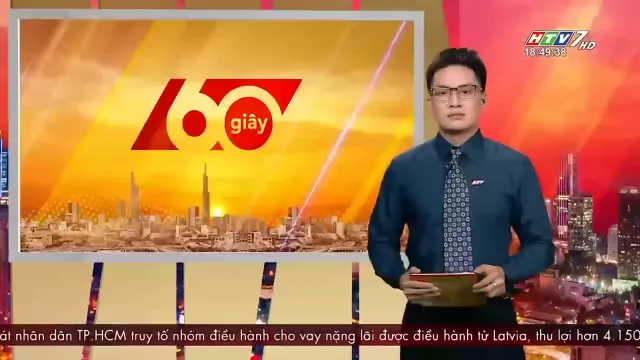 HTV7 HD
18:49:38
60 giây
HTV
át nhân dân TP.HCM truy tố nhóm điều hành cho vay nặng lãi được điều hành từ Latvia, thu lợi hơn 4.150